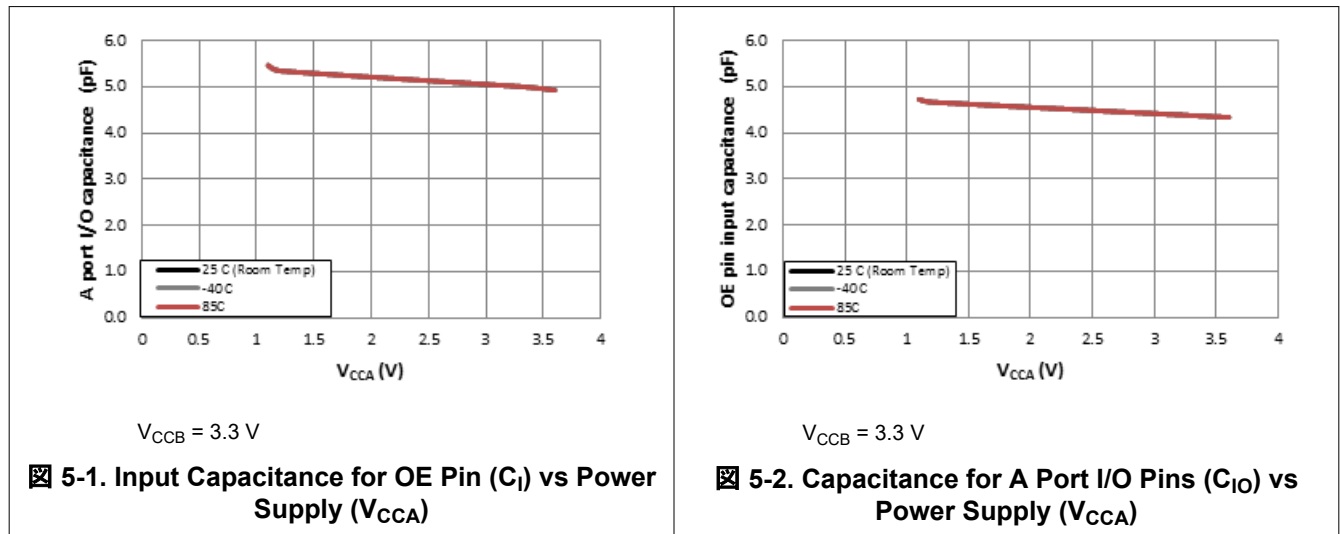 A port I/O capacitance (pF)
6.0
5.0
4.0
3.0
2.0
1.0
0.0
25 C (Room Temp)
-40C
85C
0 0.5 1 1.5 2 2.5 3 3.5 4
VCCA (V)
VCCB = 3.3 V
図 5-1. Input Capacitance for OE Pin (CI) vs Power
Supply (VCCA)
OE pin input capacitance (pF)
6.0
5.0
4.0
3.0
2.0
1.0
0.0
25 C (Room Temp)
-40C
85C
0 0.5 1 1.5 2 2.5 3 3.5 4
VCCA (V)
VCCB = 3.3 V
図 5-2. Capacitance for A Port I/O Pins (CIO) vs
Power Supply (VCCA)